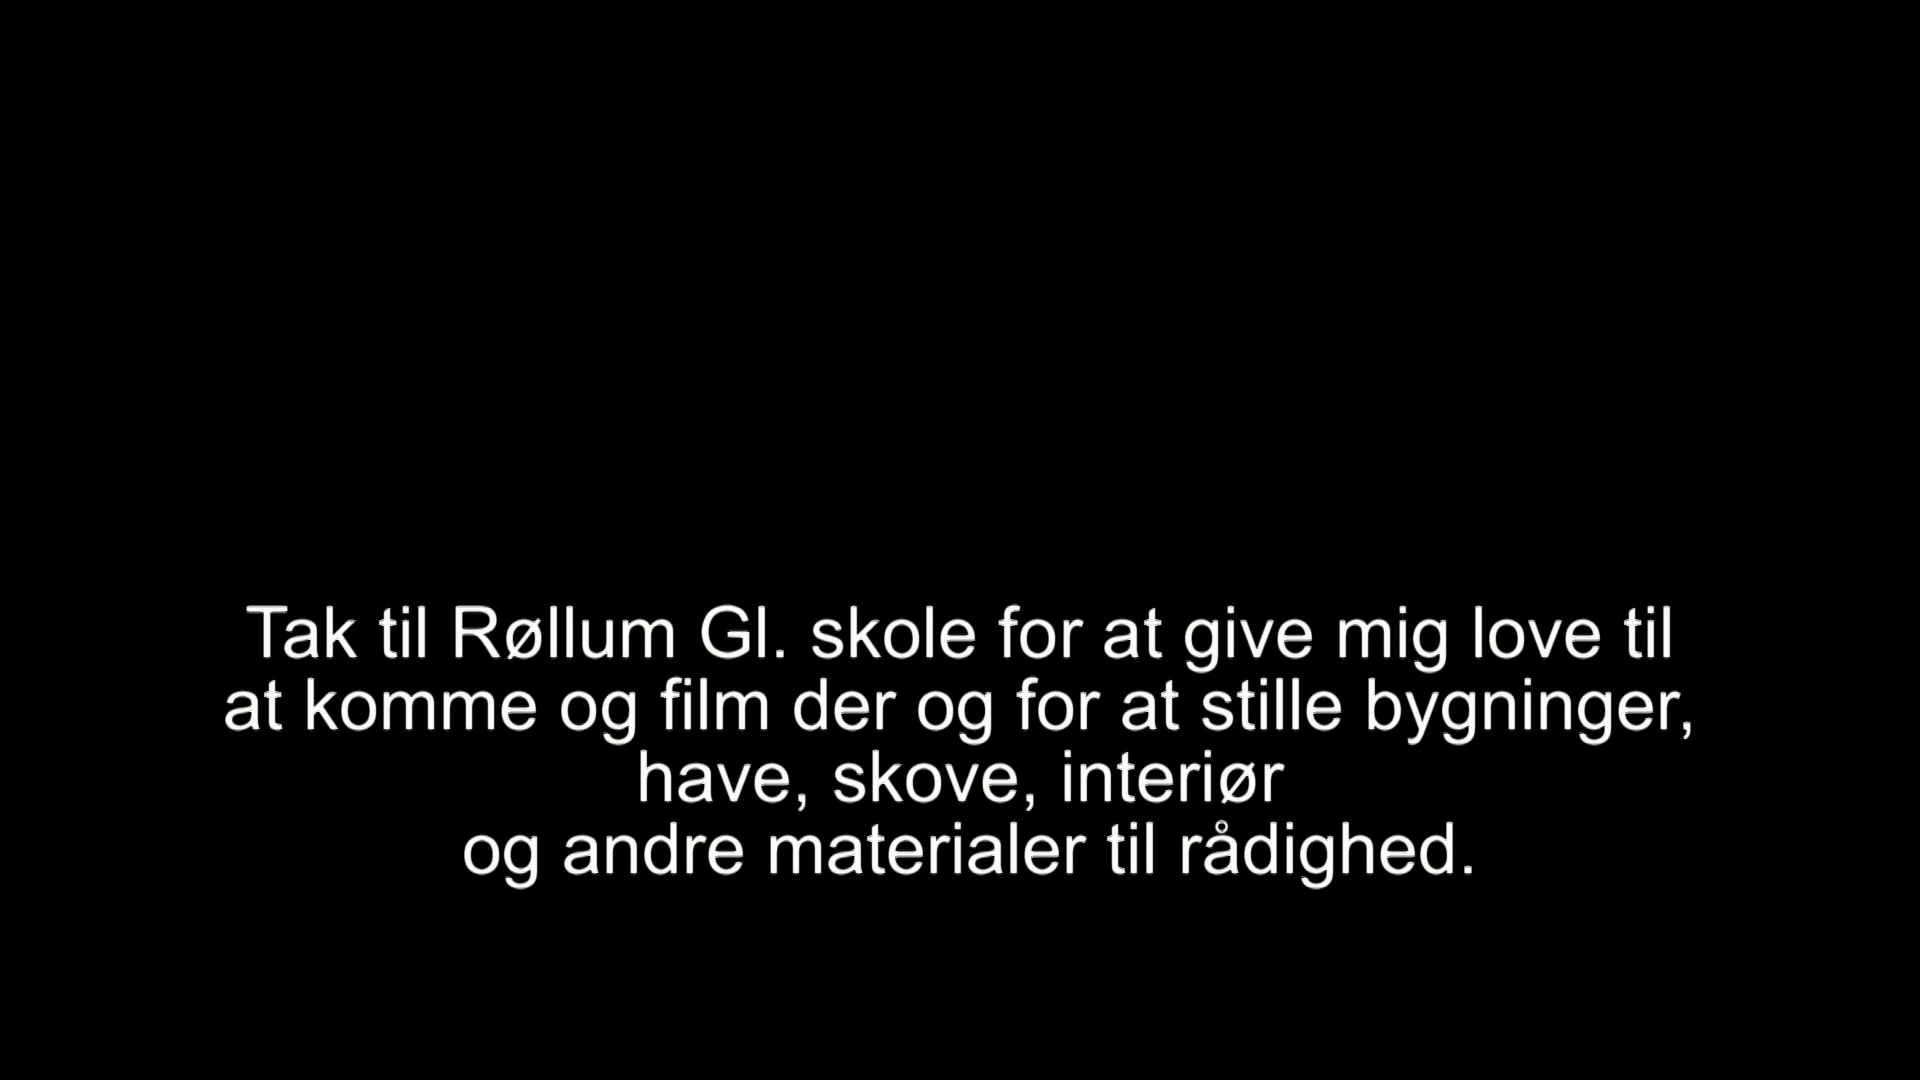 Tak til Røllum Gl. skole for at give mig love til
at komme og film der og for at stille bygninger,
have, skove, interiør
og andre materialer til rådighed.